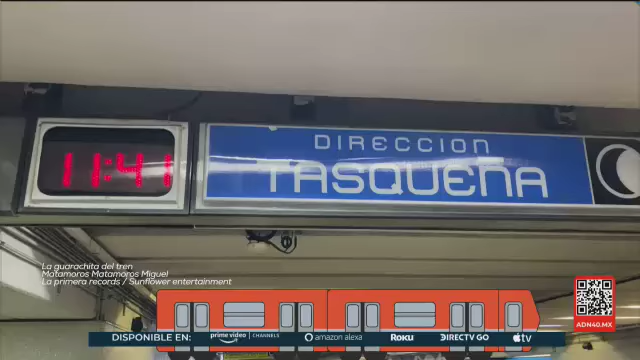 11:41
DIRECCION
TASQUEÑA
La guarachita del tren
Matamoros Matamoros Miguel
La primera records / Sunflower entertainment
ADN40.MX
DISPONIBLE EN: prime video | CHANNELS amazon alexa Roku DIRECTV GO tv